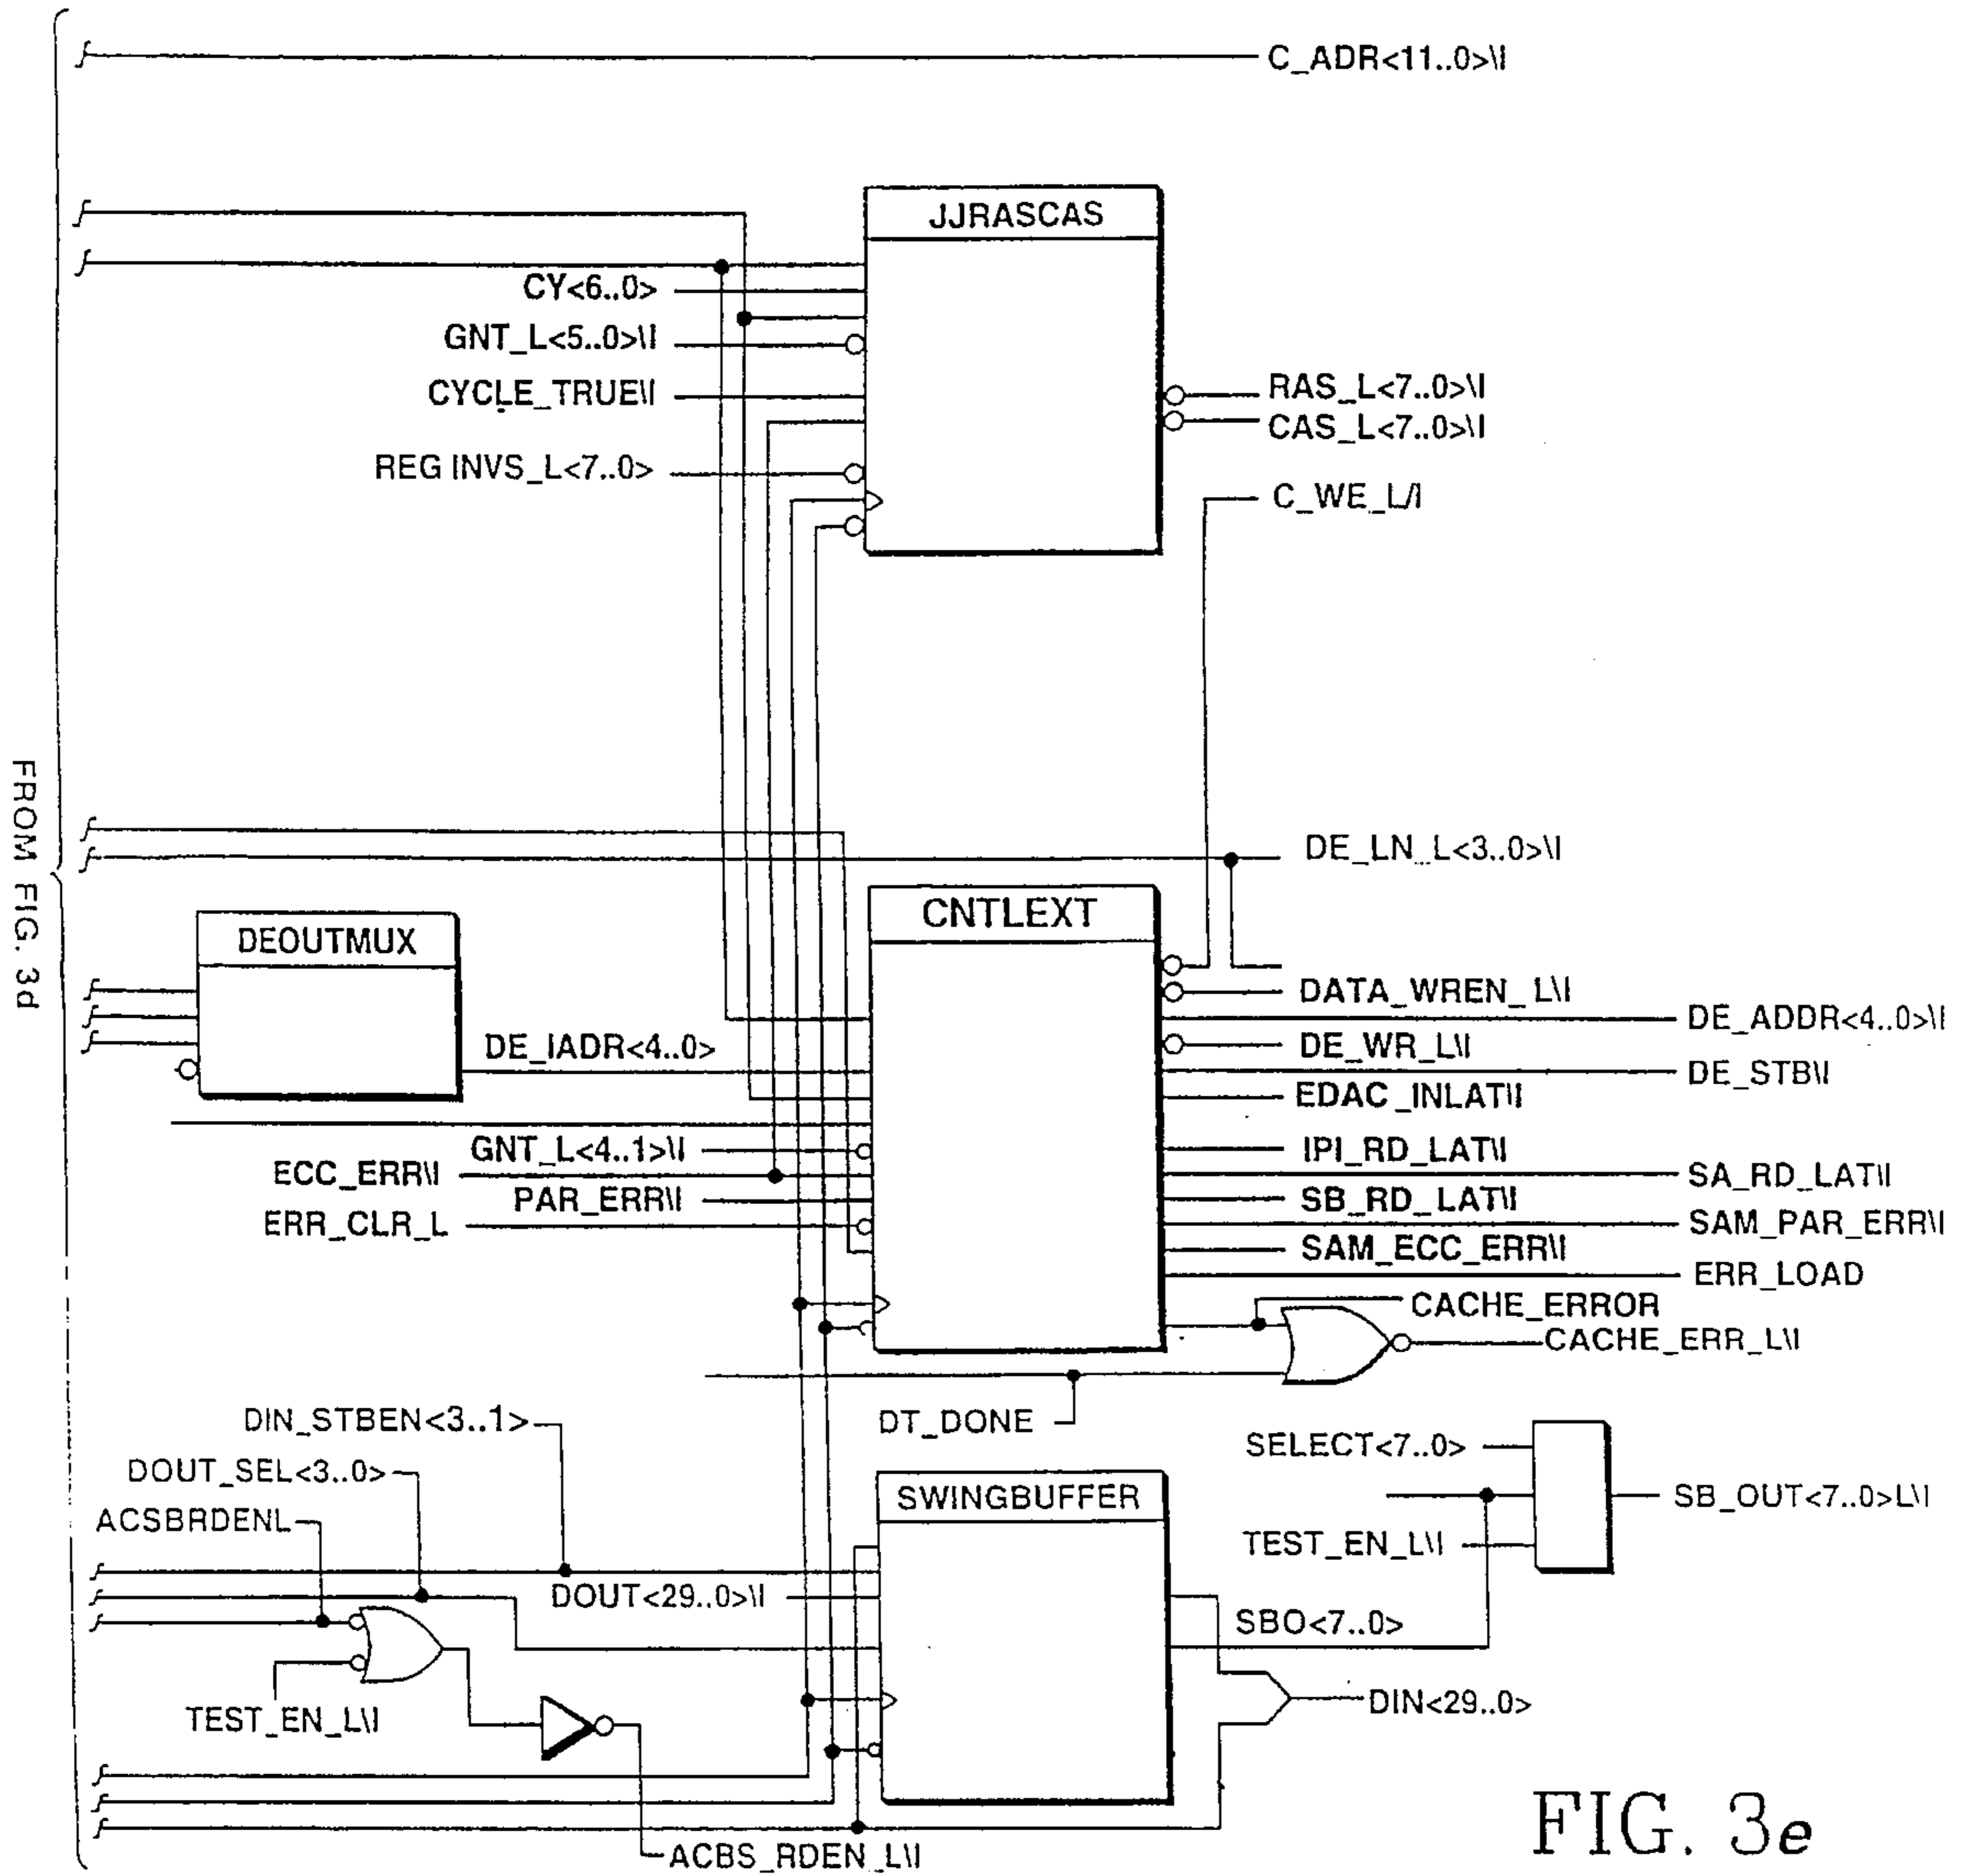 C_ADR<11..0>\I
JJRASCAS
CY<6..0>
GNT_L<5..0>\I
CYCLE_TRUE\I
RAS_L<7..0>\I
CAS_L<7..0>\I
REG INVS_L<7..0>
C_WE_L/I
FROM FIG. 3d
DE_LN_L<3..0>\I
CNTLEXT
DEOUTMUX
DATA_WREN_L\I
DE_ADDR<4..0>\I
DE_IADR<4..0>
DE_WR_L\I
DE_STB\I
EDAC_INLAT\I
GNT_L<4..1>\I
IPI_RD_LAT\I
ECC_ERR\I
SA_RD_LAT\I
PAR_ERR\I
SB_RD_LAT\I
ERR_CLR_L
SAM_PAR_ERR\I
SAM_ECC_ERR\I
ERR_LOAD
CACHE_ERROR
CACHE_ERR_L\I
DT_DONE
DIN_STBEN<3..1>
SELECT<7..0>
DOUT_SEL<3..0>
SWINGBUFFER
SB_OUT<7..0>L\I
ACSBRDENL
TEST_EN_L\I
DOUT<29..0>\I
SBO<7..0>
TEST_EN_L\I
DIN<29..0>
ACBS_RDEN_L\I
FIG. 3e